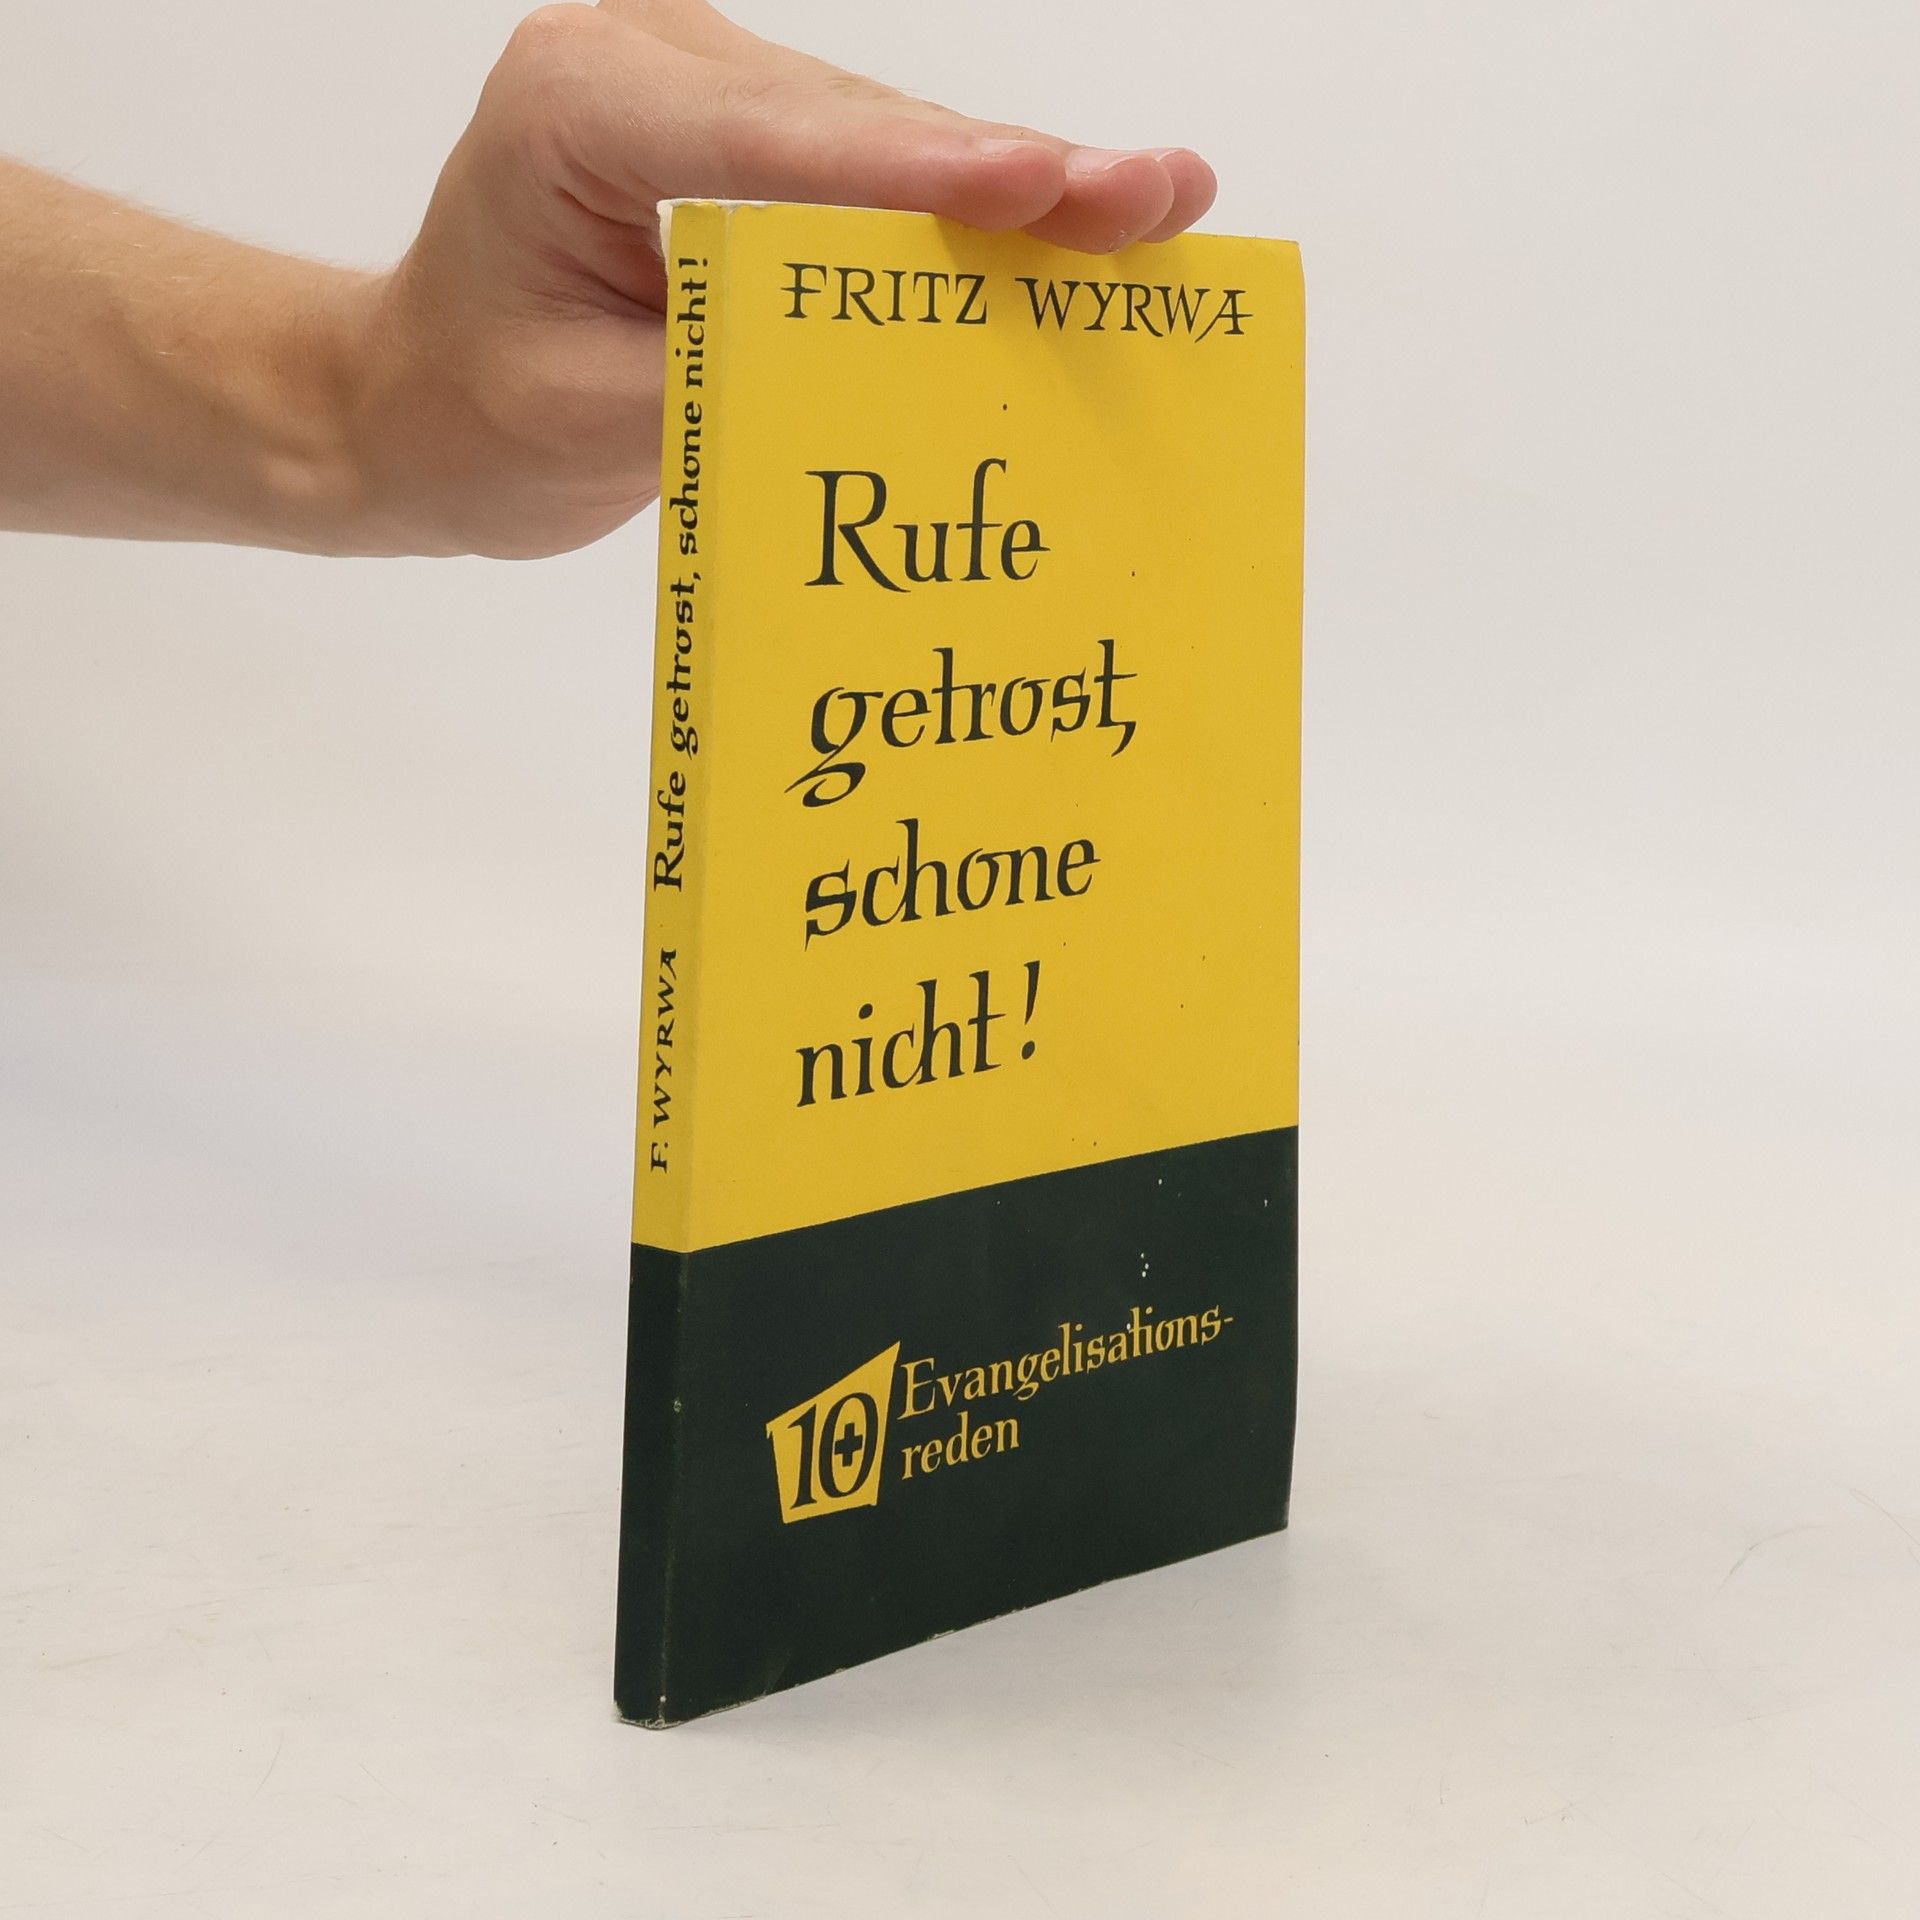 FRITZ WYRWA
Rufe
getrost,
schone
nicht!
10 Evangelisations-
reden
F. WYRWA Rufe getrost, schone nicht!